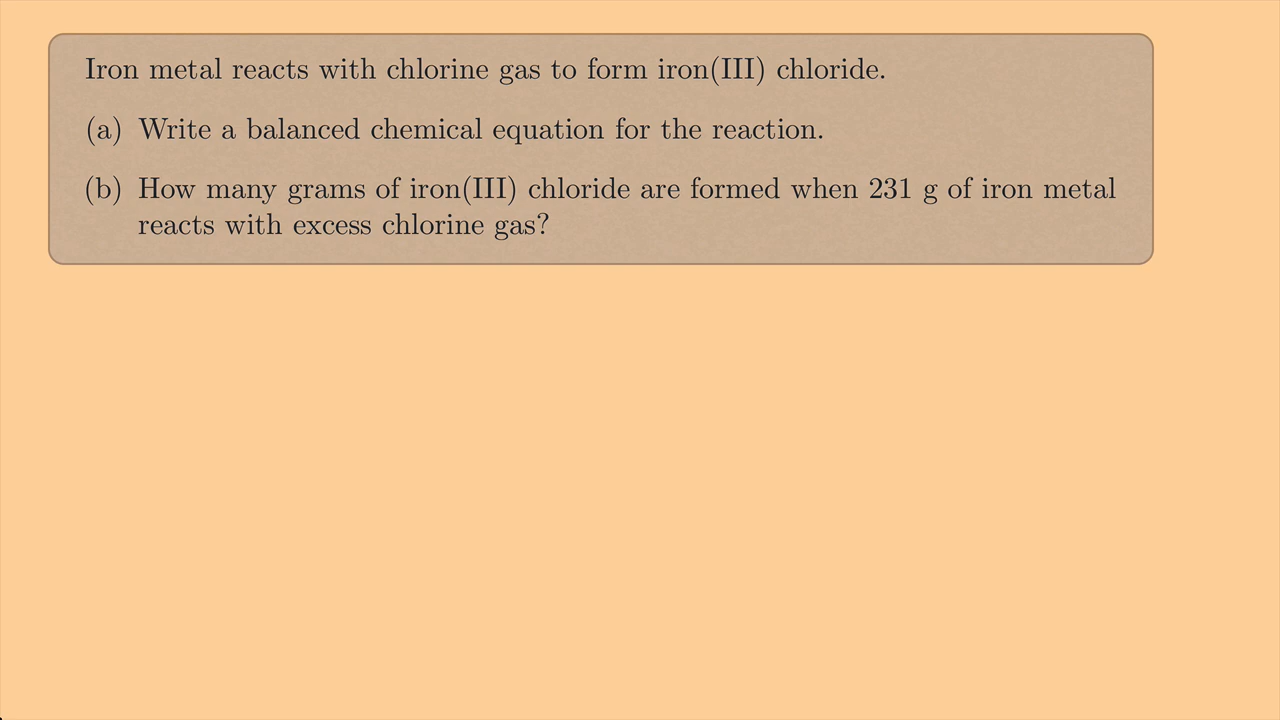 Iron metal reacts with chlorine gas to form iron(III) chloride.
(a) Write a balanced chemical equation for the reaction.
(b) How many grams of iron(III) chloride are formed when 231 g of iron metal
reacts with excess chlorine gas?